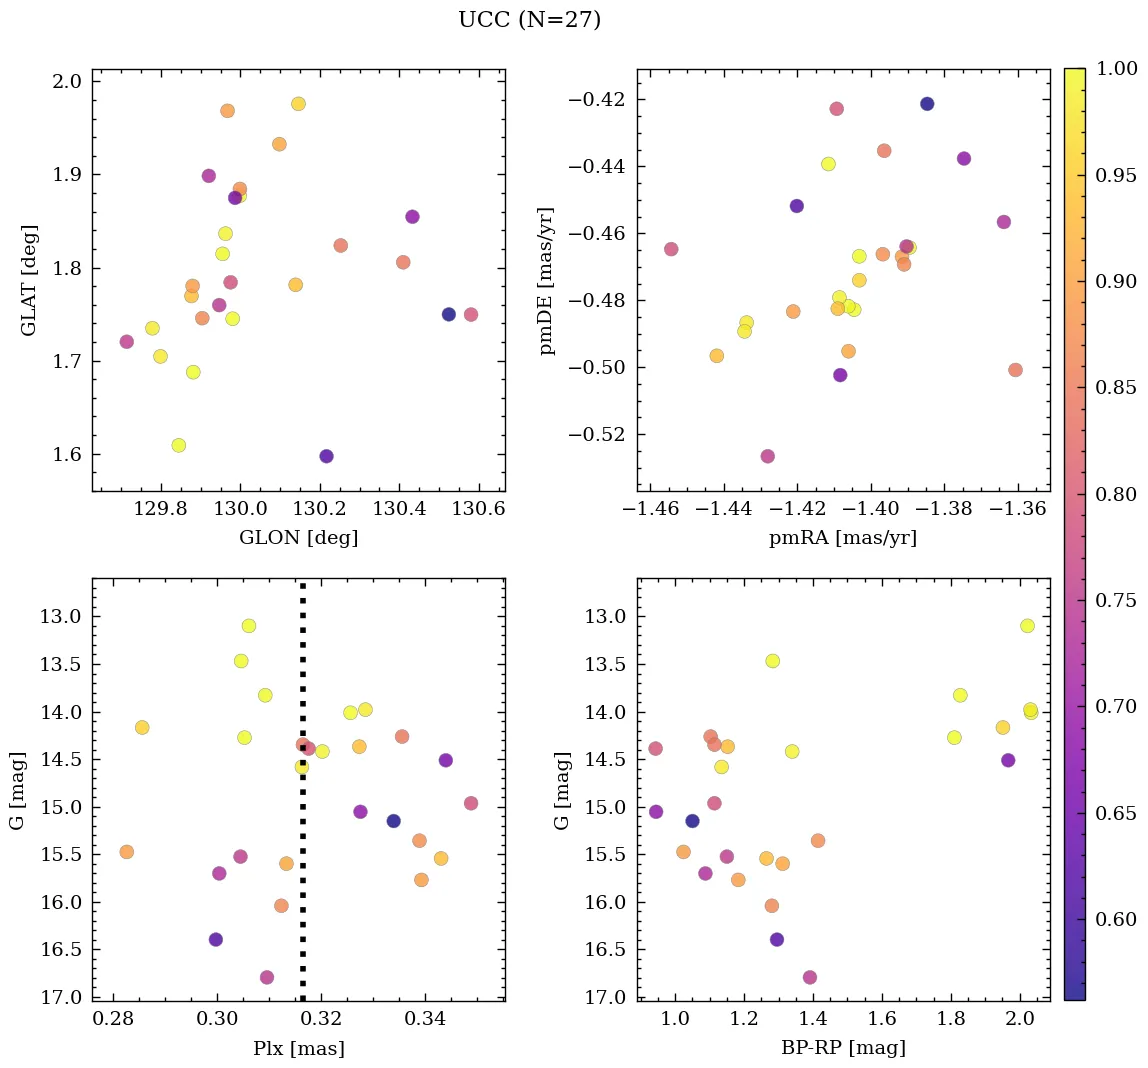 UCC (N=27)
2.0
1.9
1.8
1.7
1.6
GLAT [deg]
129.8 130.0 130.2 130.4 130.6
GLON [deg]
−0.42
−0.44
−0.46
−0.48
−0.50
−0.52
pmDE [mas/yr]
−1.46 −1.44 −1.42 −1.40 −1.38 −1.36
pmRA [mas/yr]
13.0
13.5
14.0
14.5
15.0
15.5
16.0
16.5
17.0
G [mag]
0.28 0.30 0.32 0.34
Plx [mas]
13.0
13.5
14.0
14.5
15.0
15.5
16.0
16.5
17.0
G [mag]
1.0 1.2 1.4 1.6 1.8 2.0
BP-RP [mag]
1.00
0.95
0.90
0.85
0.80
0.75
0.70
0.65
0.60